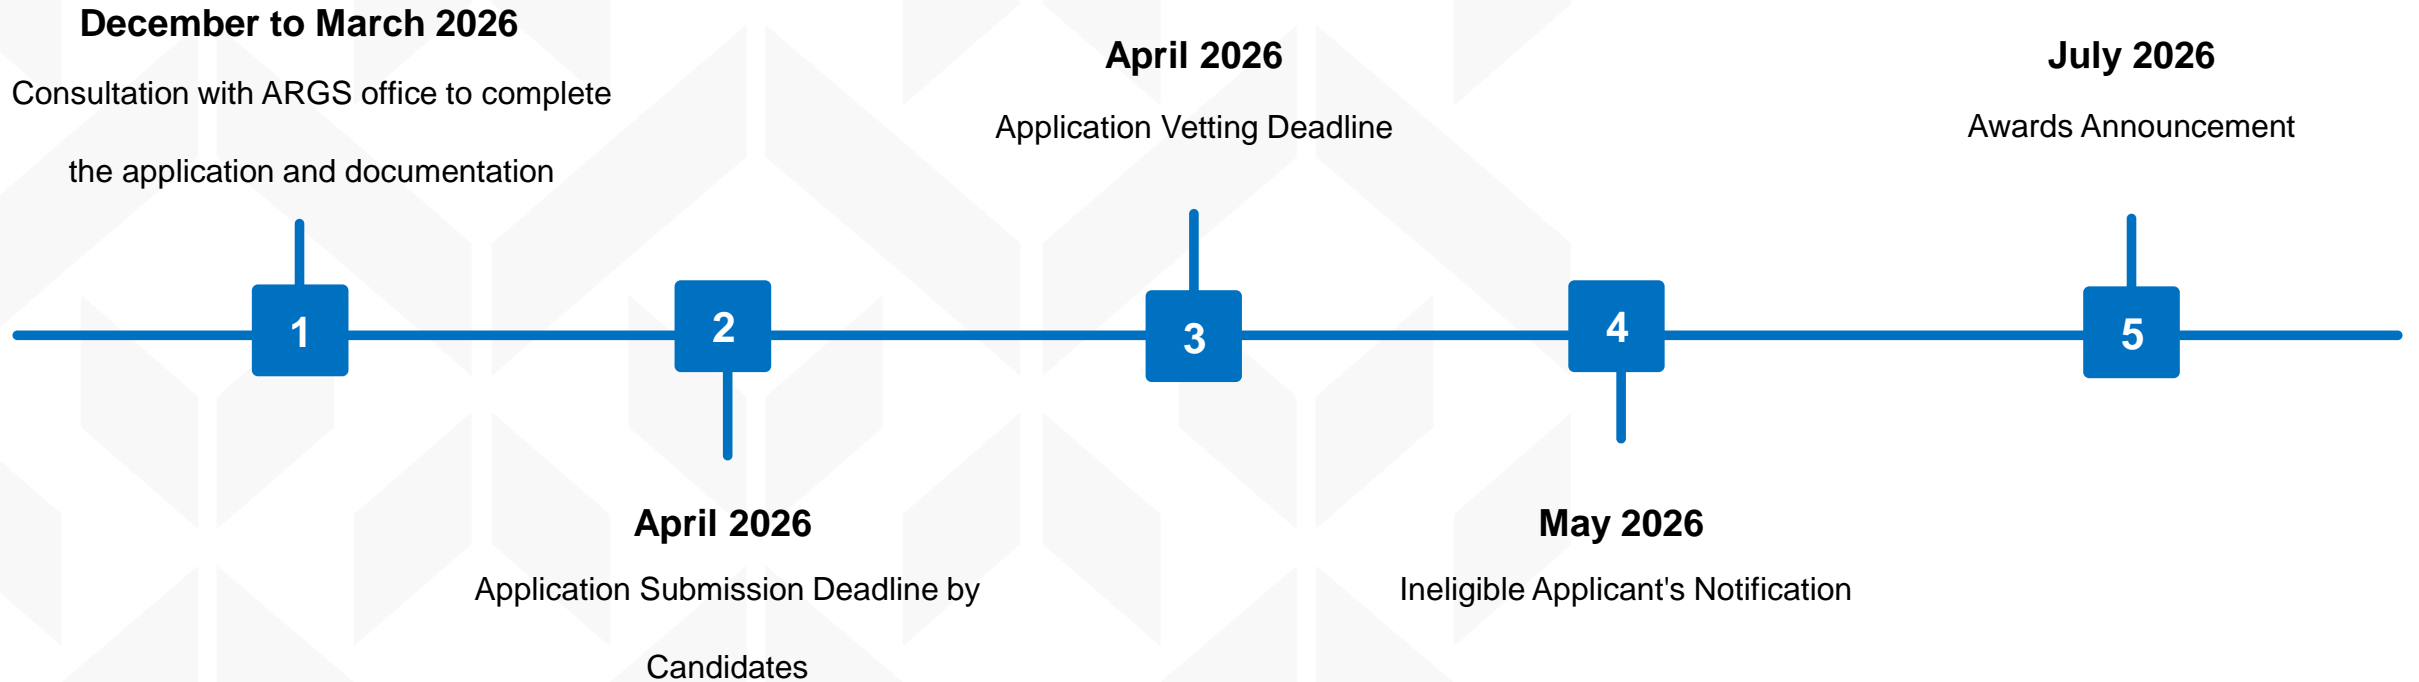 December to March 2026
Consultation with ARGS office to complete
the application and documentation
1
2
April 2026
Application Submission Deadline by
Candidates
April 2026
Application Vetting Deadline
3
4
May 2026
Ineligible Applicant's Notification
July 2026
Awards Announcement
5